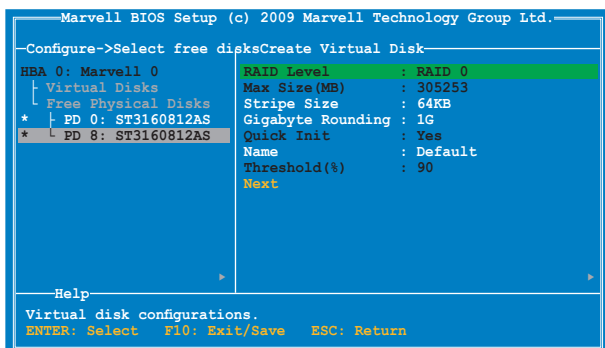 Marvell BIOS Setup (c) 2009 Marvell Technology Group Ltd.
Configure->Select free disksCreate Virtual Disk
HBA 0: Marvell 0
Virtual Disks
Free Physical Disks
* PD 0: ST3160812AS
* PD 8: ST3160812AS
RAID Level : RAID 0
Max Size(MB) : 305253
Stripe Size : 64KB
Gigabyte Rounding : 1G
Quick Init : Yes
Name : Default
Threshold(%) : 90
Next
Help
Virtual disk configurations.
ENTER: Select F10: Exit/Save ESC: Return